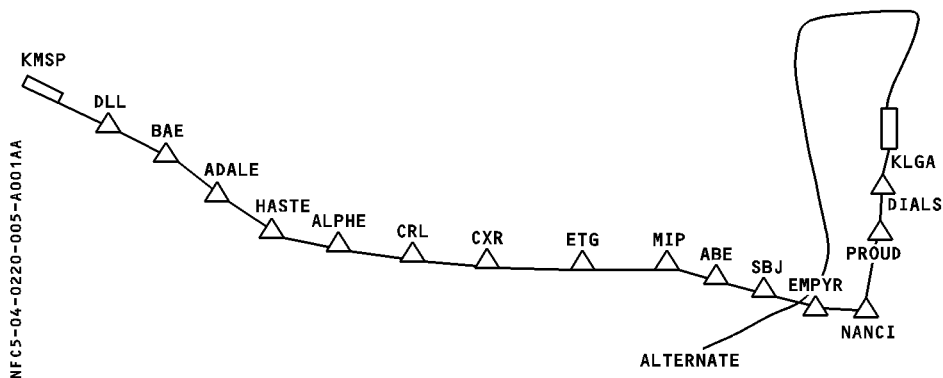 KMSP
DLL
BAE
ADALE
HASTE
ALPHE
CRL
CXR
ETG
MIP
ABE
SBJ
EMPYR
NANCI
PROUD
DIALS
KLGA
ALTERNATE
NFC5-04-0220-005-A001AA